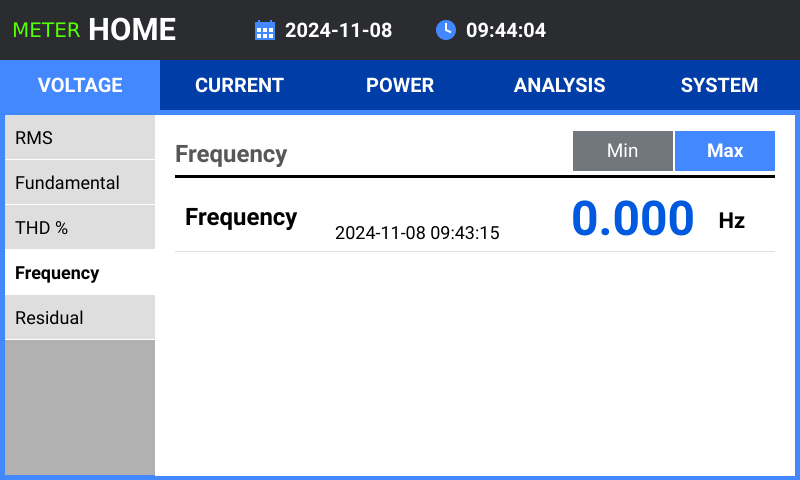 METER HOME 2024-11-08 09:44:04
VOLTAGE CURRENT POWER ANALYSIS SYSTEM
RMS
Fundamental
THD %
Frequency
Residual
Frequency Min Max
Frequency 2024-11-08 09:43:15 0.000 Hz